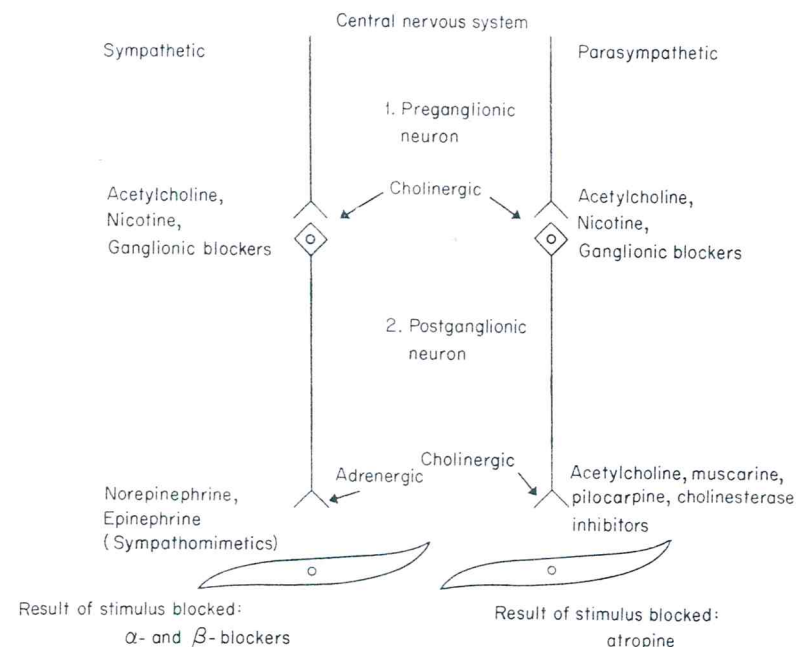 Central nervous system
Sympathetic
Parasympathetic
1. Preganglionic
neuron
Acetylcholine,
Nicotine,
Ganglionic blockers
Cholinergic
Acetylcholine,
Nicotine,
Ganglionic blockers
2. Postganglionic
neuron
Norepinephrine,
Epinephrine
(Sympathomimetics)
Adrenergic
Cholinergic
Acetylcholine, muscarine,
pilocarpine, cholinesterase
inhibitors
Result of stimulus blocked:
α- and β-blockers
Result of stimulus blocked:
atropine